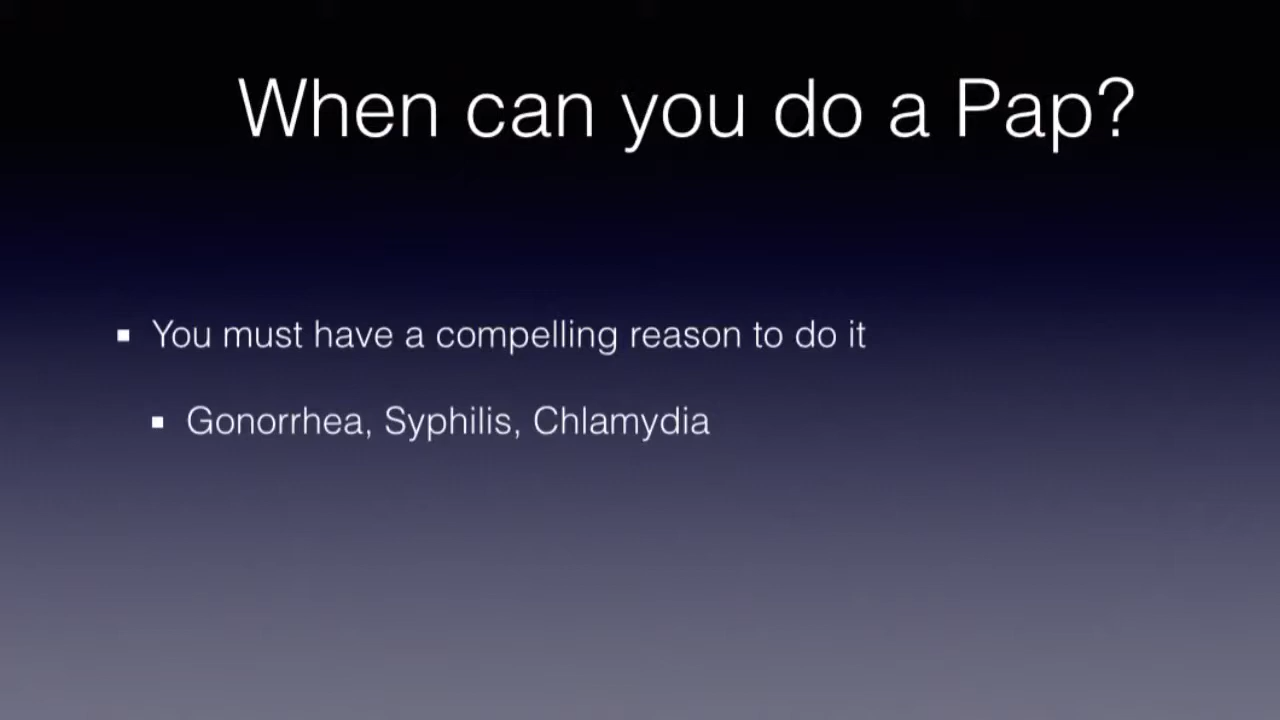 When can you do a Pap?
▪ You must have a compelling reason to do it
▪ Gonorrhea, Syphilis, Chlamydia